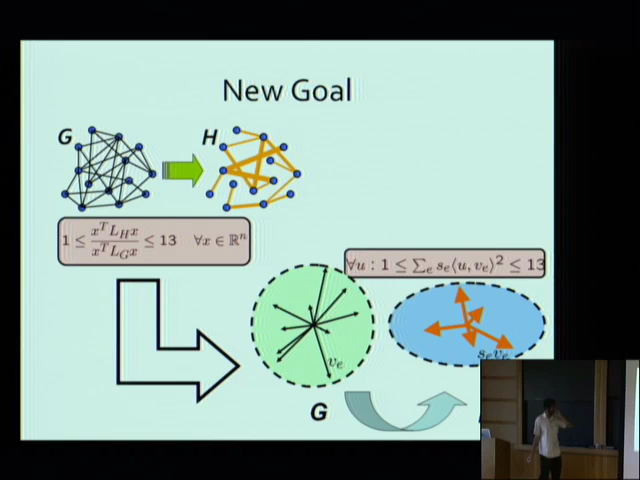 New Goal
G H
1 ≤ x^T L_H x / x^T L_G x ≤ 13 ∀x ∈ ℝ^n
∀u : 1 ≤ ∑_e s_e⟨u, v_e⟩^2 ≤ 13
v_e
s_e v_e
G